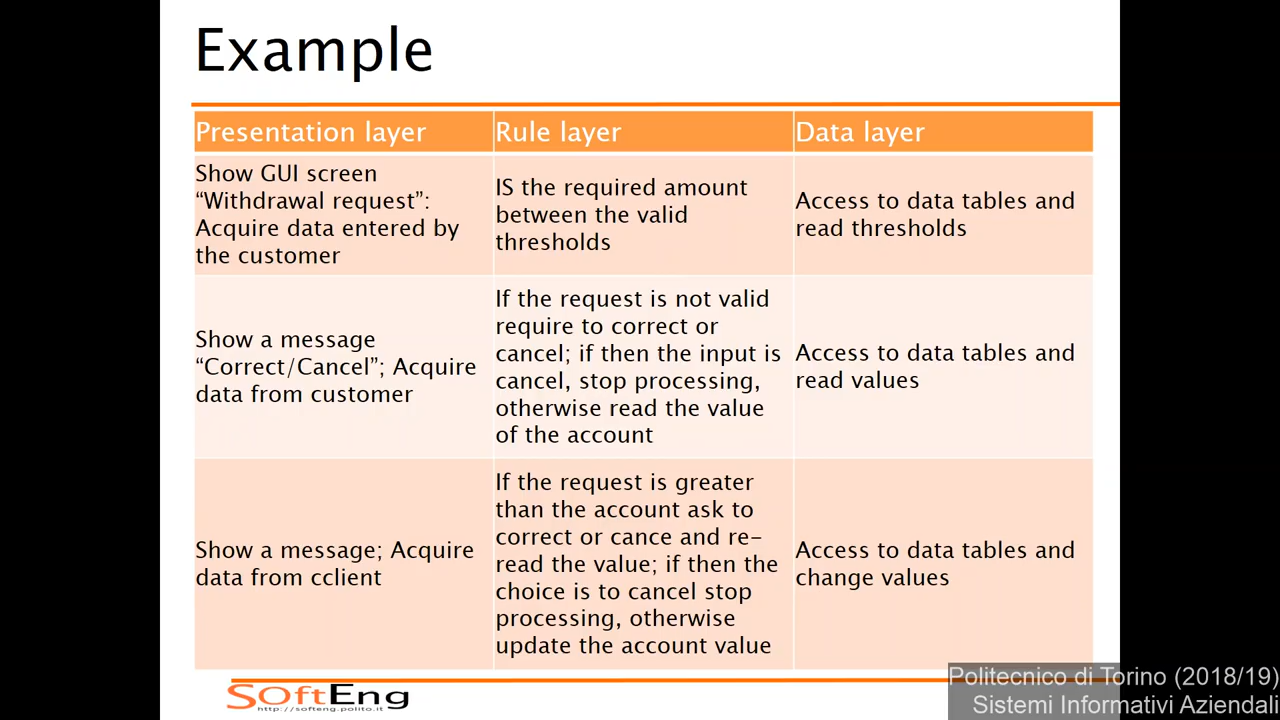 Example
Presentation layer
Rule layer
Data layer
Show GUI screen
“Withdrawal request”:
Acquire data entered by
the customer
IS the required amount
between the valid
thresholds
Access to data tables and
read thresholds
Show a message
“Correct/Cancel”; Acquire
data from customer
If the request is not valid
require to correct or
cancel; if then the input is
cancel, stop processing,
otherwise read the value
of the account
Access to data tables and
read values
Show a message; Acquire
data from cclient
If the request is greater
than the account ask to
correct or cance and re-
read the value; if then the
choice is to cancel stop
processing, otherwise
update the account value
Access to data tables and
change values
SOftEng
http://softeng.polito.it
Politecnico di Torino (2018/19)
Sistemi Informativi Aziendali